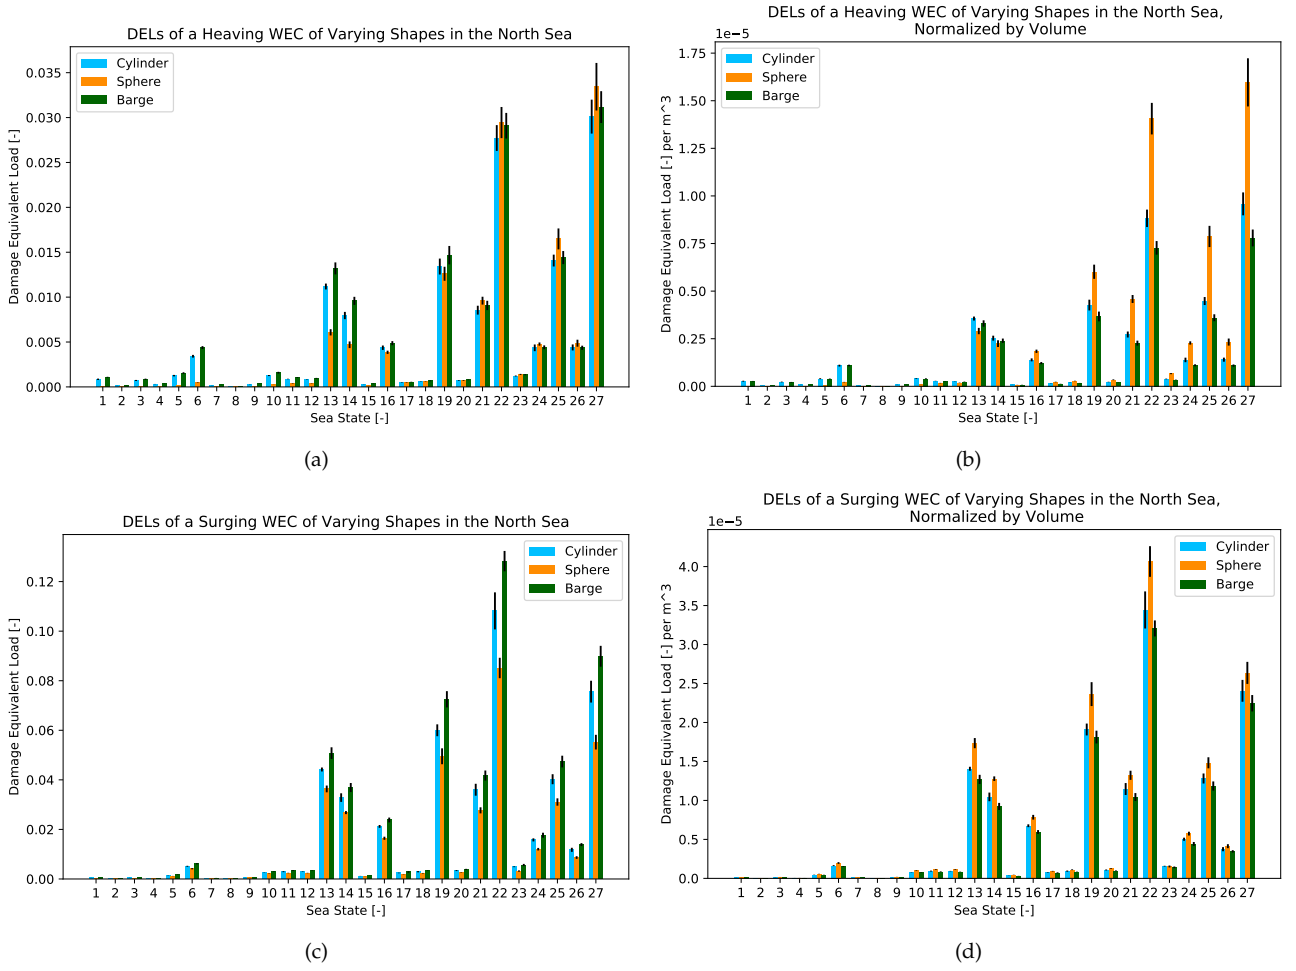 DELs of a Heaving WEC of Varying Shapes in the North Sea
Cylinder
Sphere
Barge
Damage Equivalent Load [-]
0.035
0.030
0.025
0.020
0.015
0.010
0.005
0.000
1 2 3 4 5 6 7 8 9 10 11 12 13 14 15 16 17 18 19 20 21 22 23 24 25 26 27
Sea State [-]
(a)
DELs of a Heaving WEC of Varying Shapes in the North Sea,
Normalized by Volume
1e−5
Cylinder
Sphere
Barge
Damage Equivalent Load [-] per m^3
1.75
1.50
1.25
1.00
0.75
0.50
0.25
0.00
1 2 3 4 5 6 7 8 9 10 11 12 13 14 15 16 17 18 19 20 21 22 23 24 25 26 27
Sea State [-]
(b)
DELs of a Surging WEC of Varying Shapes in the North Sea
Cylinder
Sphere
Barge
Damage Equivalent Load [-]
0.12
0.10
0.08
0.06
0.04
0.02
0.00
1 2 3 4 5 6 7 8 9 10 11 12 13 14 15 16 17 18 19 20 21 22 23 24 25 26 27
Sea State [-]
(c)
DELs of a Surging WEC of Varying Shapes in the North Sea,
Normalized by Volume
1e−5
Cylinder
Sphere
Barge
Damage Equivalent Load [-] per m^3
4.0
3.5
3.0
2.5
2.0
1.5
1.0
0.5
0.0
1 2 3 4 5 6 7 8 9 10 11 12 13 14 15 16 17 18 19 20 21 22 23 24 25 26 27
Sea State [-]
(d)